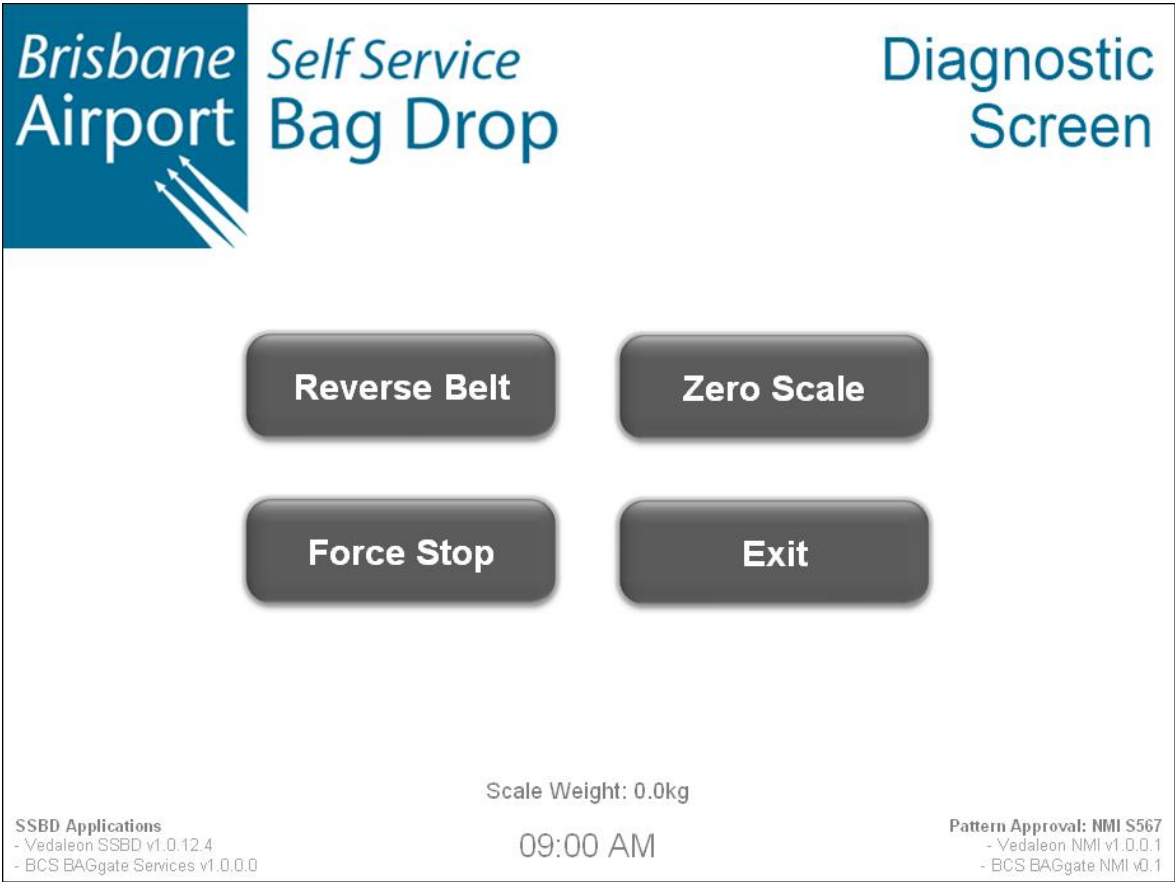 Brisbane
Airport
Self Service
Bag Drop
Diagnostic
Screen
Reverse Belt
Zero Scale
Force Stop
Exit
Scale Weight: 0.0kg
09:00 AM
SSBD Applications
- Vedaleon SSBD v1.0.12.4
- BCS BAGgate Services v1.0.0.0
Pattern Approval: NMI S567
- Vedaleon NMI v1.0.0.1
- BCS BAGgate NMI v0.1